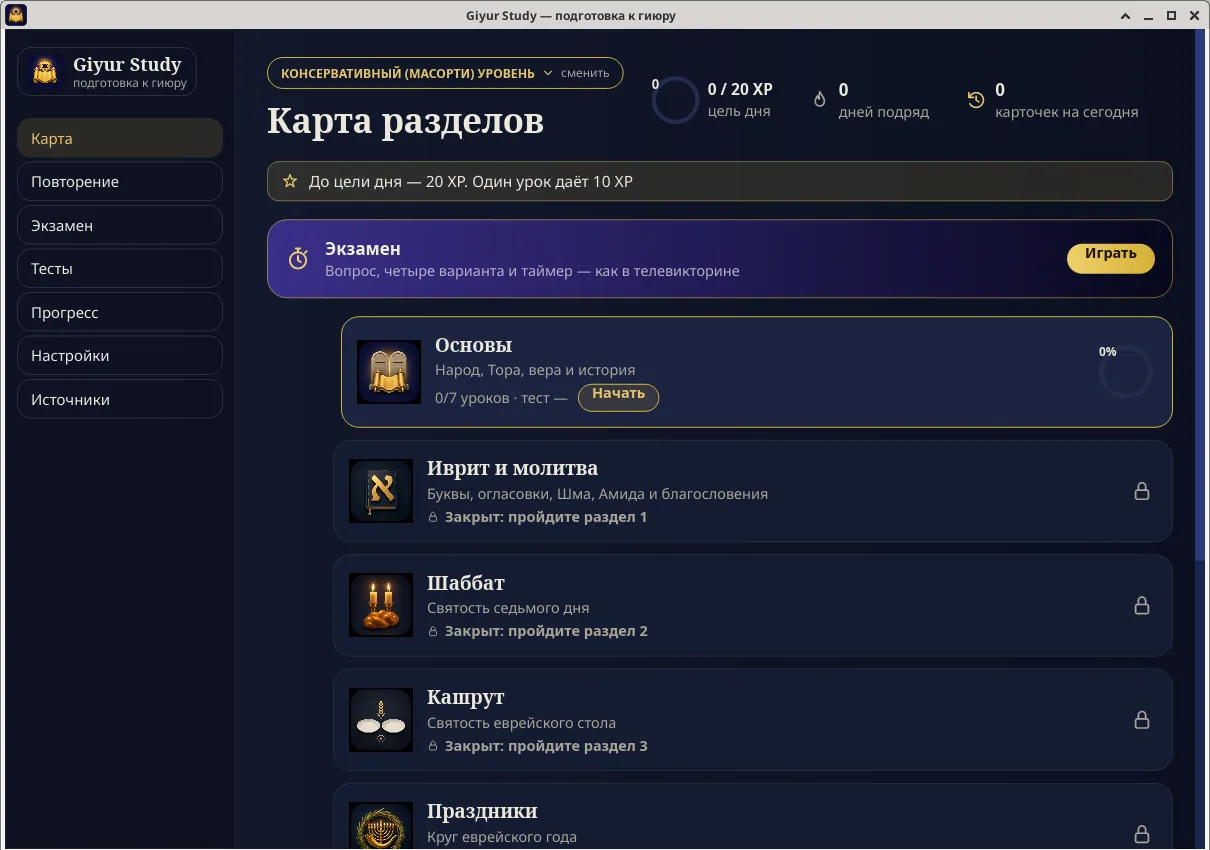 Giyur Study — подготовка к гиюру
Giyur Study
подготовка к гиюру
Карта
Повторение
Экзамен
Тесты
Прогресс
Настройки
Источники
КОНСЕРВАТИВНЫЙ (МАСОРТИ) УРОВЕНЬ сменить
Карта разделов
0
0 / 20 XP
цель дня
0
дней подряд
0
карточек на сегодня
До цели дня — 20 XP. Один урок даёт 10 XP
Экзамен
Вопрос, четыре варианта и таймер — как в телевикторине
Играть
Основы
Народ, Тора, вера и история
0/7 уроков · тест — Начать
0%
Иврит и молитва
Буквы, огласовки, Шма, Амида и благословения
Закрыт: пройдите раздел 1
Шаббат
Святость седьмого дня
Закрыт: пройдите раздел 2
Кашрут
Святость еврейского стола
Закрыт: пройдите раздел 3
Праздники
Круг еврейского года